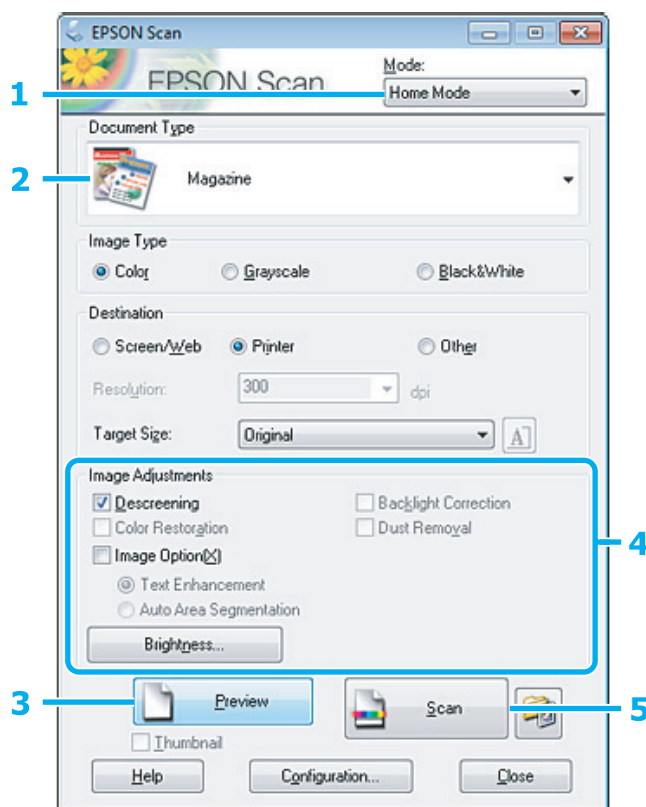 EPSON Scan
EPSON Scan
Mode:
1
Home Mode
Document Type
2
Magazine
Image Type
Color Grayscale Black&White
Destination
Screen/Web Printer Other
Resolution: 300 dpi
Target Size: Original A
Image Adjustments
Descreening Backlight Correction
Color Restoration Dust Removal
4
Image Option(X)
Text Enhancement
Auto Area Segmentation
Brightness...
3 Preview Scan 5
Thumbnail
Help Configuration... Close